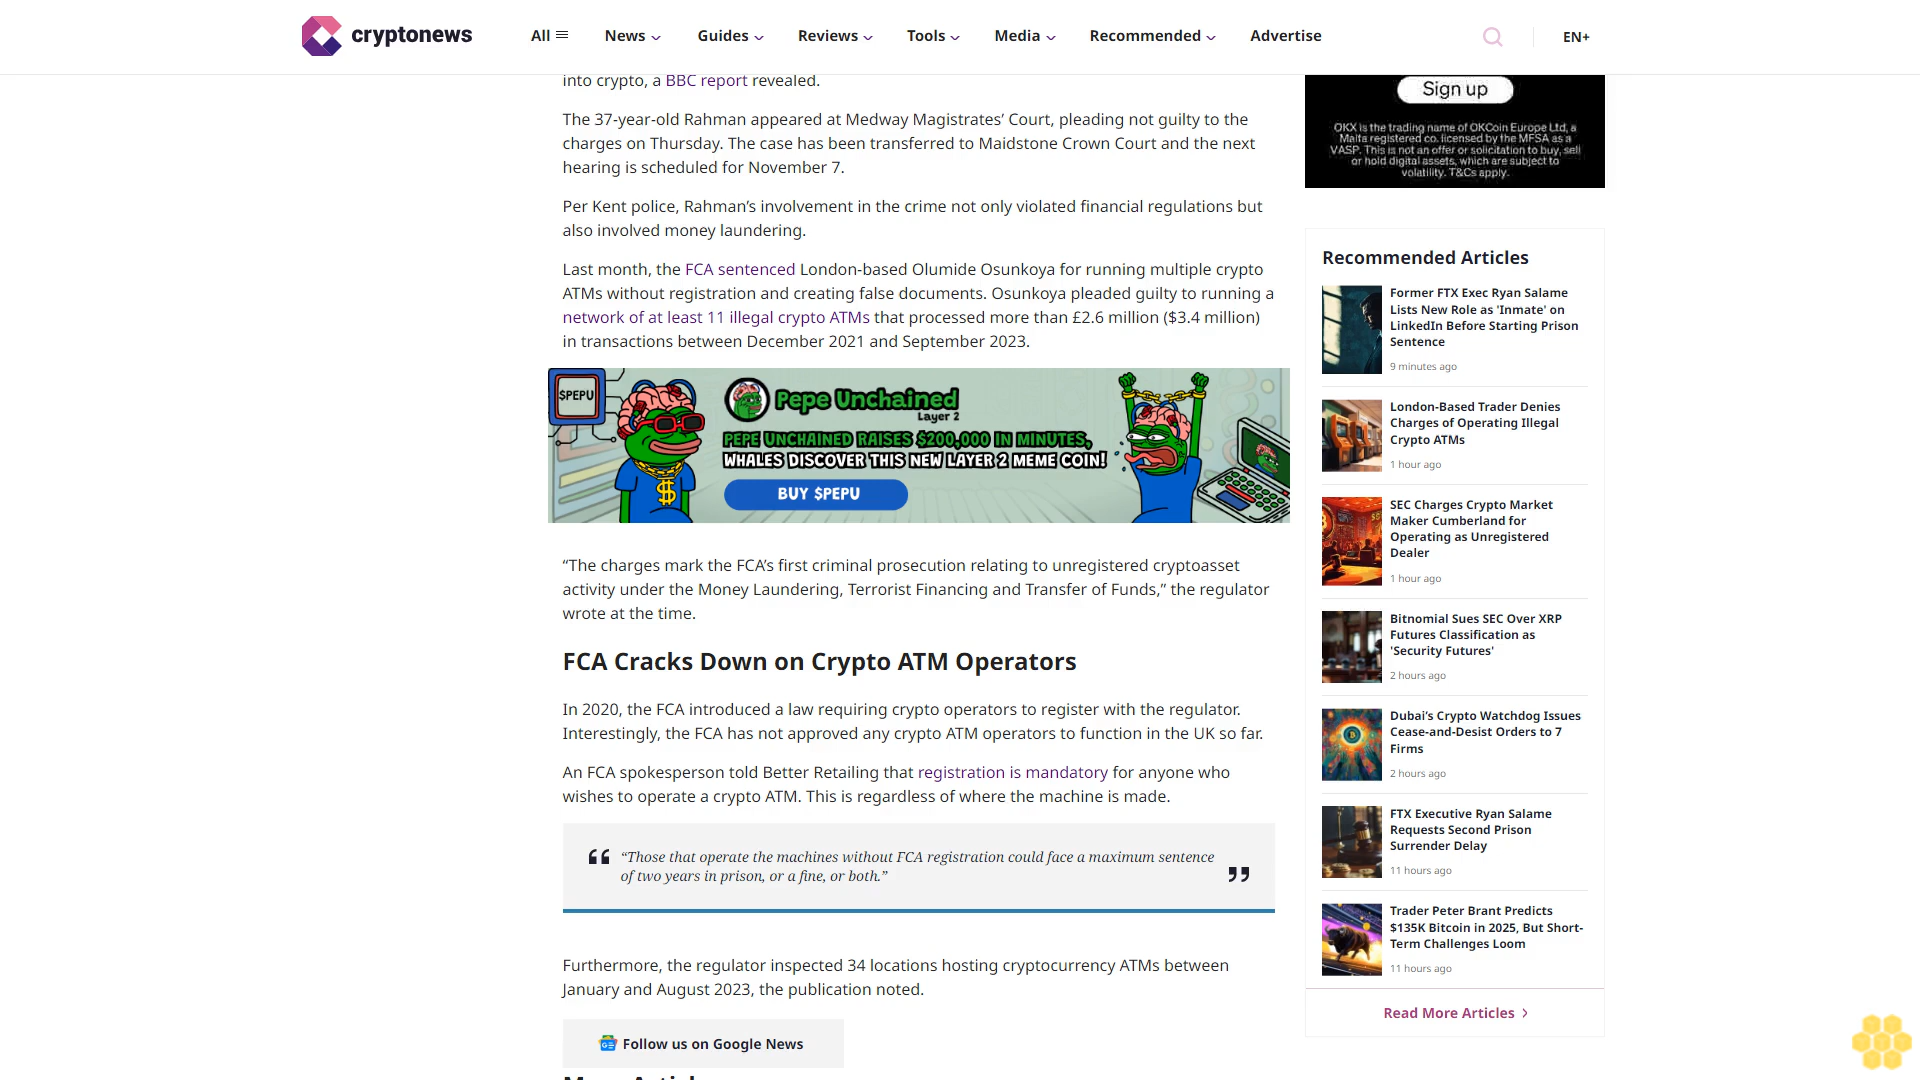 cryptonews
All
News
Guides
Reviews
Tools
Media
Recommended
Advertise
EN+
into crypto, a BBC report revealed.
The 37-year-old Rahman appeared at Medway Magistrates’ Court, pleading not guilty to the
charges on Thursday. The case has been transferred to Maidstone Crown Court and the next
hearing is scheduled for November 7.
Per Kent police, Rahman’s involvement in the crime not only violated financial regulations but
also involved money laundering.
Last month, the FCA sentenced London-based Olumide Osunkoya for running multiple crypto
ATMs without registration and creating false documents. Osunkoya pleaded guilty to running a
network of at least 11 illegal crypto ATMs that processed more than £2.6 million ($3.4 million)
in transactions between December 2021 and September 2023.
$PEPU
Pepe Unchained
Layer 2
PEPE UNCHAINED RAISES $200,000 IN MINUTES,
WHALES DISCOVER THIS NEW LAYER 2 MEME COIN!
BUY $PEPU
“The charges mark the FCA’s first criminal prosecution relating to unregistered cryptoasset
activity under the Money Laundering, Terrorist Financing and Transfer of Funds,” the regulator
wrote at the time.
FCA Cracks Down on Crypto ATM Operators
In 2020, the FCA introduced a law requiring crypto operators to register with the regulator.
Interestingly, the FCA has not approved any crypto ATM operators to function in the UK so far.
An FCA spokesperson told Better Retailing that registration is mandatory for anyone who
wishes to operate a crypto ATM. This is regardless of where the machine is made.
“Those that operate the machines without FCA registration could face a maximum sentence
of two years in prison, or a fine, or both.”
Furthermore, the regulator inspected 34 locations hosting cryptocurrency ATMs between
January and August 2023, the publication noted.
Follow us on Google News
Sign up
OKX is the trading name of OKCoin Europe Ltd, a
Malta registered co. licensed by the MFSA as a
VASP. This is not an offer or solicitation to buy, sell
or hold digital assets, which are subject to
volatility. T&Cs apply.
Recommended Articles
Former FTX Exec Ryan Salame
Lists New Role as 'Inmate' on
LinkedIn Before Starting Prison
Sentence
9 minutes ago
London-Based Trader Denies
Charges of Operating Illegal
Crypto ATMs
1 hour ago
SEC Charges Crypto Market
Maker Cumberland for
Operating as Unregistered
Dealer
1 hour ago
Bitnomial Sues SEC Over XRP
Futures Classification as
'Security Futures'
2 hours ago
Dubai’s Crypto Watchdog Issues
Cease-and-Desist Orders to 7
Firms
2 hours ago
FTX Executive Ryan Salame
Requests Second Prison
Surrender Delay
11 hours ago
Trader Peter Brant Predicts
$135K Bitcoin in 2025, But Short-
Term Challenges Loom
11 hours ago
Read More Articles